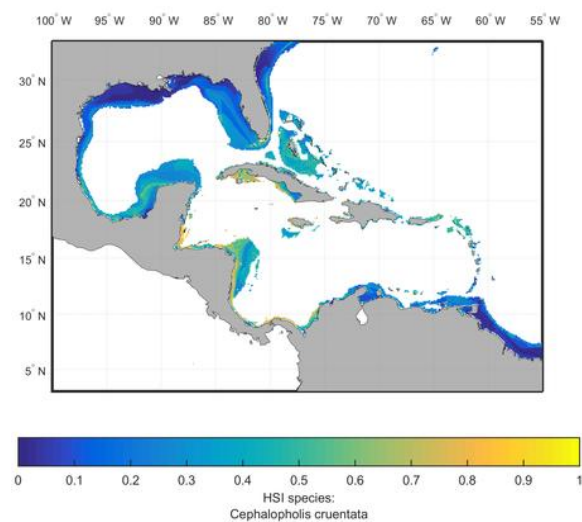 100° W 95° W 90° W 85° W 80° W 75° W 70° W 65° W 60° W 55° W
30° N
25° N
20° N
15° N
10° N
5° N
0 0.1 0.2 0.3 0.4 0.5 0.6 0.7 0.8 0.9 1
HSI species:
Cephalopholis cruentata